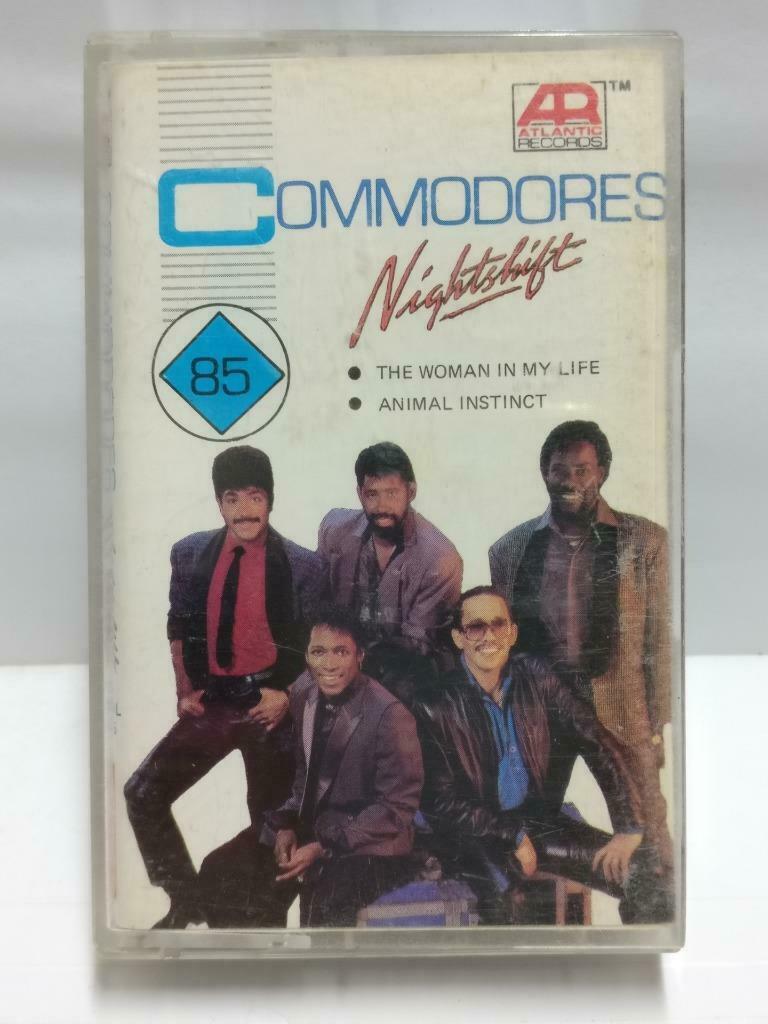 AR ™
ATLANTIC
RECORDS
COMMODORES
Nightshift
85
● THE WOMAN IN MY LIFE
● ANIMAL INSTINCT